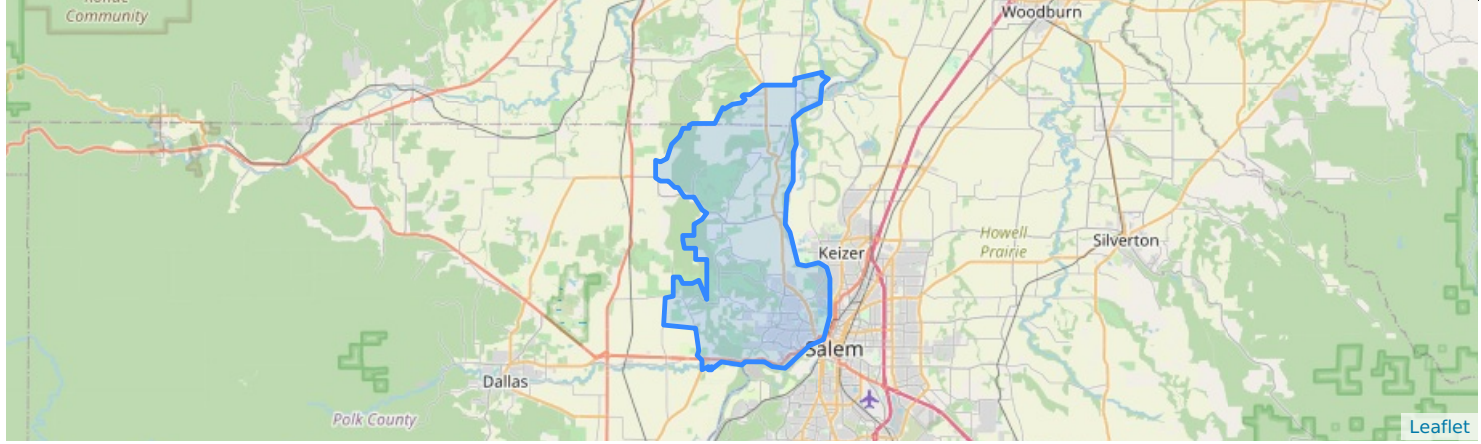 Community
Woodburn
Howell
Prairie
Silverton
Keizer
Salem
Dallas
Polk County
Leaflet